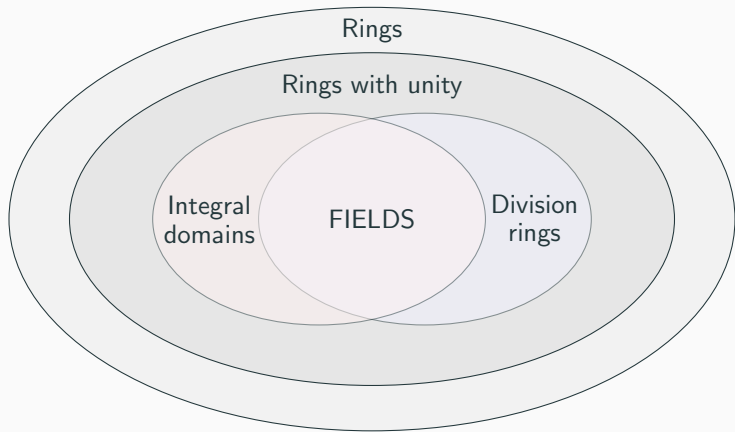 Rings
Rings with unity
Integral
domains
FIELDS
Division
rings